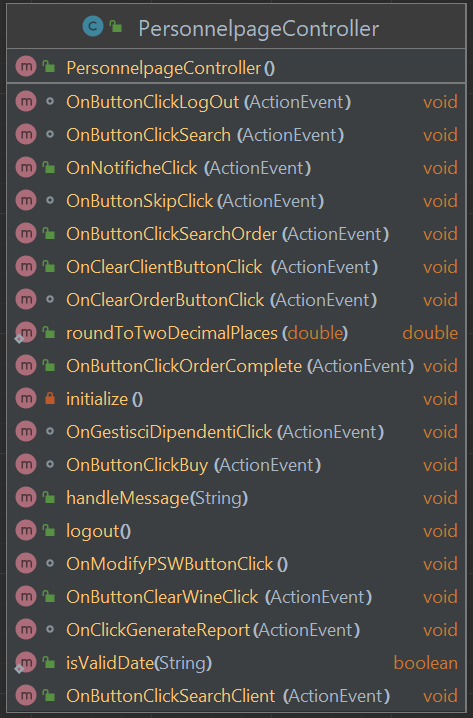 PersonnelpageController
PersonnelpageController()
OnButtonClickLogOut (ActionEvent) void
OnButtonClickSearch (ActionEvent) void
OnNotificheClick (ActionEvent) void
OnButtonSkipClick (ActionEvent) void
OnButtonClickSearchOrder (ActionEvent) void
OnClearClientButtonClick (ActionEvent) void
OnClearOrderButtonClick (ActionEvent) void
roundToTwoDecimalPlaces (double) double
OnButtonClickOrderComplete (ActionEvent) void
initialize () void
OnGestisciDipendentiClick (ActionEvent) void
OnButtonClickBuy (ActionEvent) void
handleMessage(String) void
logout() void
OnModifyPSWButtonClick () void
OnButtonClearWineClick (ActionEvent) void
OnClickGenerateReport (ActionEvent) void
isValidDate(String) boolean
OnButtonClickSearchClient (ActionEvent) void